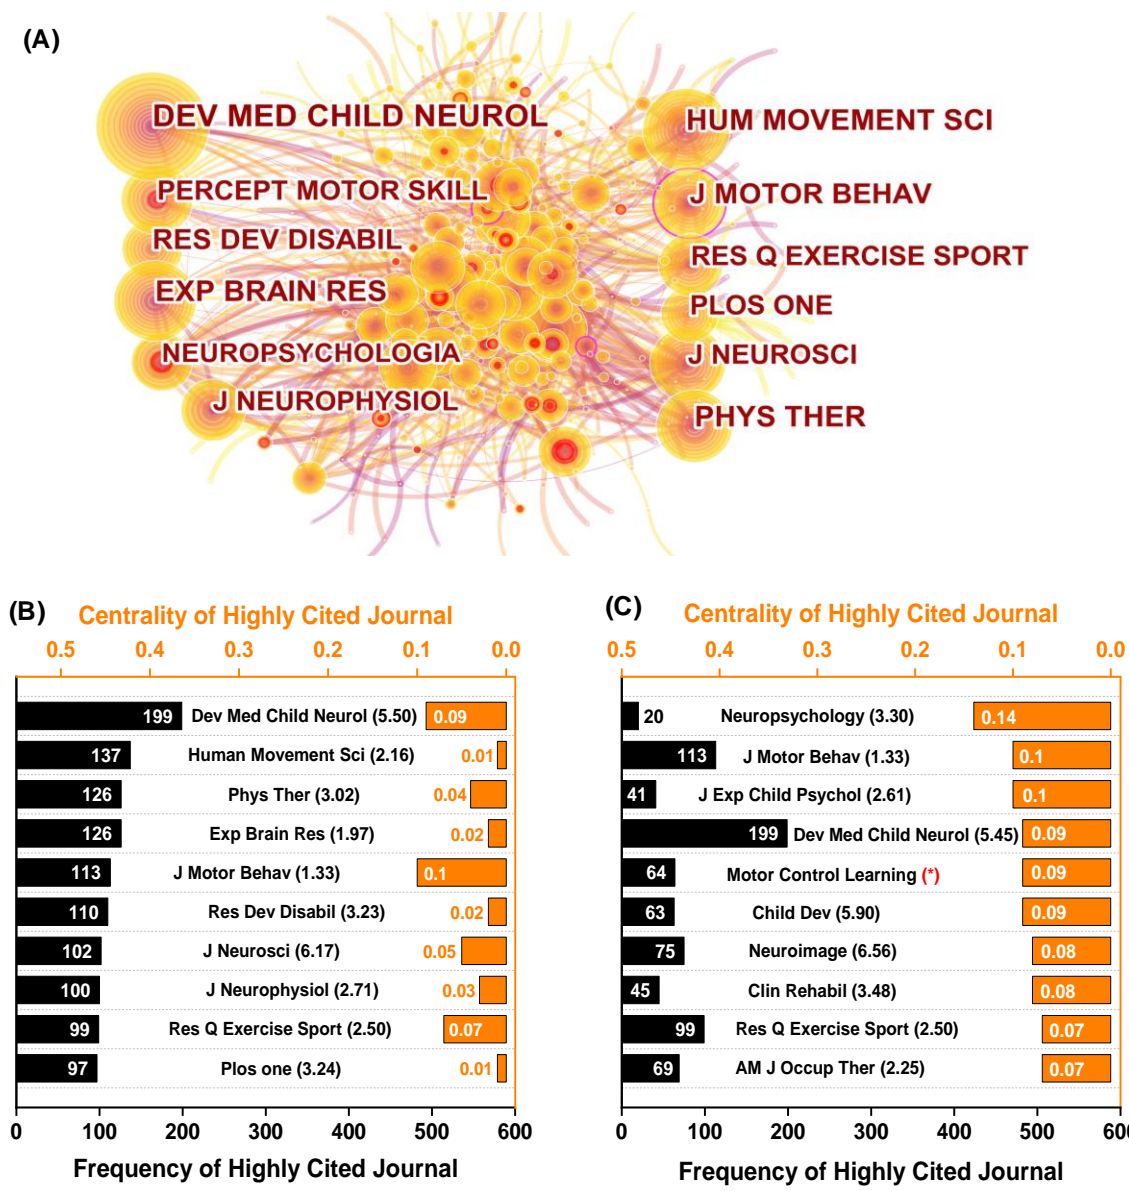 (A)
DEV MED CHILD NEUROL
HUM MOVEMENT SCI
PERCEPT MOTOR SKILL
J MOTOR BEHAV
RES DEV DISABIL
RES Q EXERCISE SPORT
EXP BRAIN RES
PLOS ONE
NEUROPSYCHOLOGIA
J NEUROSCI
J NEUROPHYSIOL
PHYS THER
(B)
Centrality of Highly Cited Journal
0.5 0.4 0.3 0.2 0.1 0.0
199 Dev Med Child Neurol (5.50) 0.09
137 Human Movement Sci (2.16) 0.01
126 Phys Ther (3.02) 0.04
126 Exp Brain Res (1.97) 0.02
113 J Motor Behav (1.33) 0.1
110 Res Dev Disabil (3.23) 0.02
102 J Neurosci (6.17) 0.05
100 J Neurophysiol (2.71) 0.03
99 Res Q Exercise Sport (2.50) 0.07
97 Plos one (3.24) 0.01
0 100 200 300 400 500 600
Frequency of Highly Cited Journal
(C)
Centrality of Highly Cited Journal
0.5 0.4 0.3 0.2 0.1 0.0
20 Neuropsychology (3.30) 0.14
113 J Motor Behav (1.33) 0.1
41 J Exp Child Psychol (2.61) 0.1
199 Dev Med Child Neurol (5.45) 0.09
64 Motor Control Learning (*) 0.09
63 Child Dev (5.90) 0.09
75 Neuroimage (6.56) 0.08
45 Clin Rehabil (3.48) 0.08
99 Res Q Exercise Sport (2.50) 0.07
69 AM J Occup Ther (2.25) 0.07
0 100 200 300 400 500 600
Frequency of Highly Cited Journal